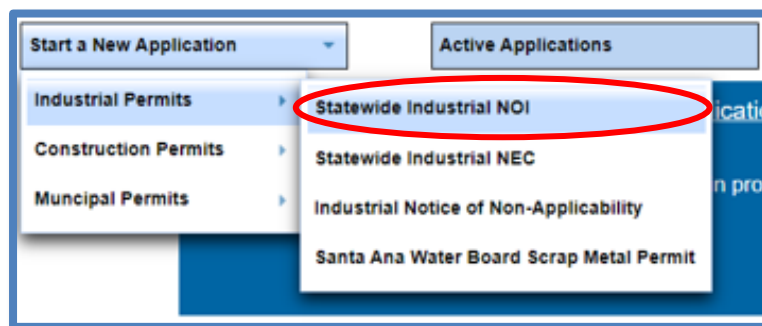 Start a New Application
Active Applications
Industrial Permits
Statewide Industrial NOI
Construction Permits
Statewide Industrial NEC
Muncipal Permits
Industrial Notice of Non-Applicability
Santa Ana Water Board Scrap Metal Permit